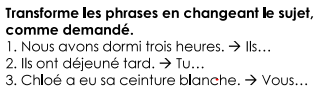 Transforme les phrases en changeant le sujet,
comme demandé.
1. Nous avons dormi trois heures. → Ils...
2. Ils ont déjeuné tard. → Tu...
3. Chloé a eu sa ceinture blanche. → Vous...